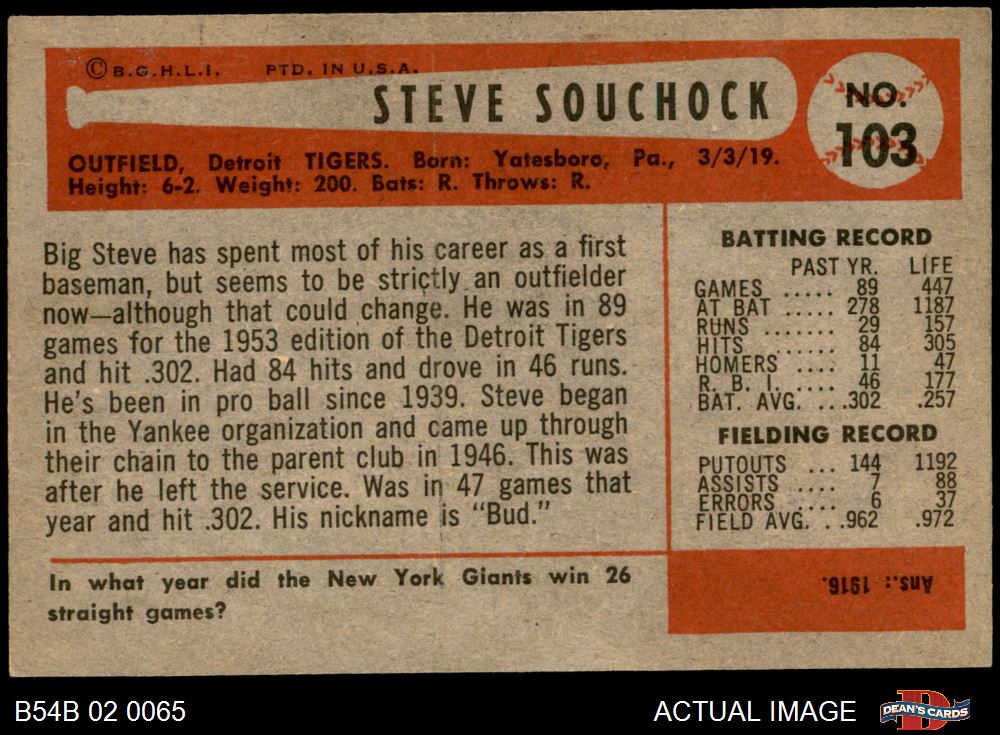 © B.G.H.L.I. PTD. IN U.S.A.
STEVE SOUCHOCK
NO.
103
OUTFIELD, Detroit TIGERS. Born: Yatesboro, Pa., 3/3/19.
Height: 6-2. Weight: 200. Bats: R. Throws: R.
Big Steve has spent most of his career as a first
baseman, but seems to be strictly an outfielder
now—although that could change. He was in 89
games for the 1953 edition of the Detroit Tigers
and hit .302. Had 84 hits and drove in 46 runs.
He's been in pro ball since 1939. Steve began
in the Yankee organization and came up through
their chain to the parent club in 1946. This was
after he left the service. Was in 47 games that
year and hit .302. His nickname is "Bud."
BATTING RECORD
PAST YR. LIFE
GAMES ..... 89 447
AT BAT ..... 278 1187
RUNS ....... 29 157
HITS ....... 84 305
HOMERS .... 11 47
R. B. I. .... 46 177
BAT. AVG. ...302 .257
FIELDING RECORD
PUTOUTS ... 144 1192
ASSISTS .... 7 88
ERRORS .... 6 37
FIELD AVG. . .962 .972
In what year did the New York Giants win 26
straight games?
Ans.: 1916.
B54B 02 0065
ACTUAL IMAGE
D
DEAN'S CARDS